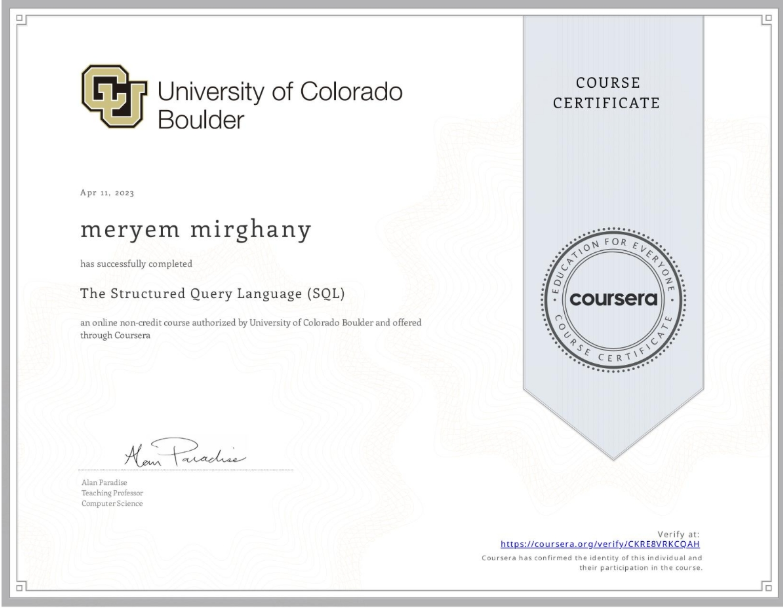 University of Colorado
Boulder
COURSE
CERTIFICATE
Apr 11, 2023
meryem mirghany
has successfully completed
The Structured Query Language (SQL)
an online non-credit course authorized by University of Colorado Boulder and offered
through Coursera
EDUCATION FOR EVERYONE
coursera
COURSE CERTIFICATE
Alan Paradise
Alan Paradise
Teaching Professor
Computer Science
Verify at:
https://coursera.org/verify/CKRE8VRKCQAH
Coursera has confirmed the identity of this individual and
their participation in the course.